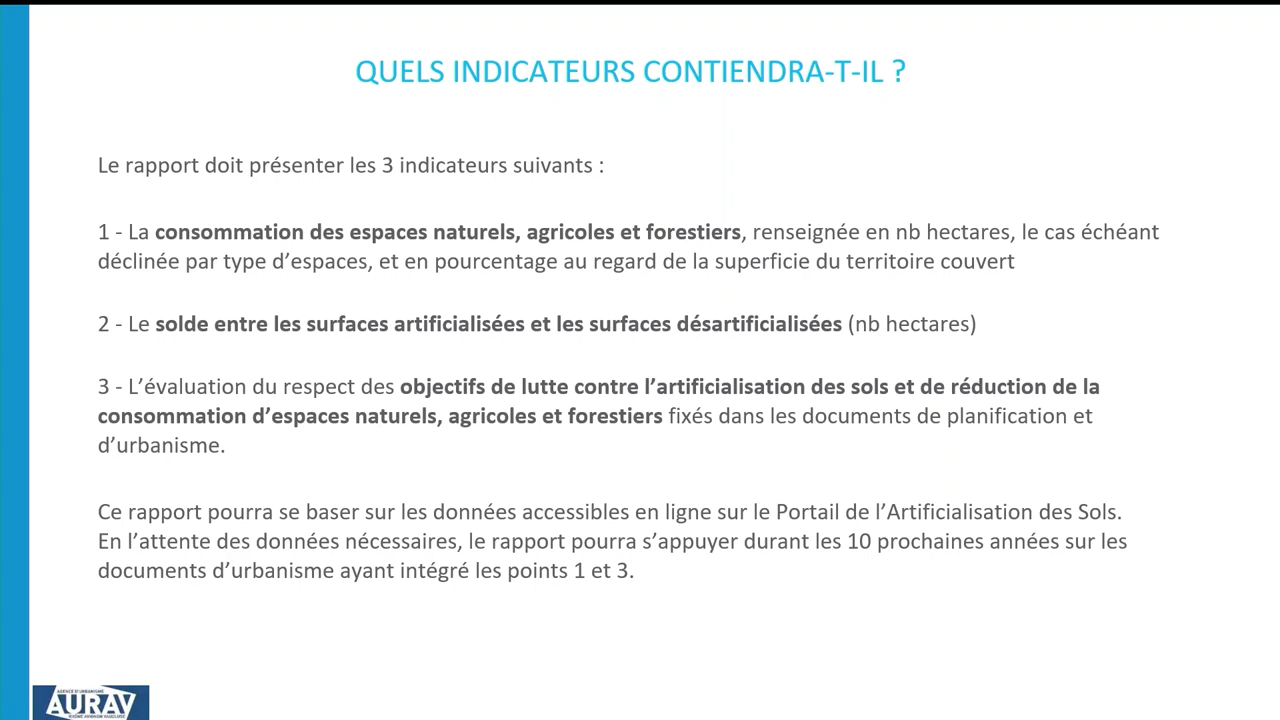 QUELS INDICATEURS CONTIENDRA-T-IL ?
Le rapport doit présenter les 3 indicateurs suivants :
1 - La consommation des espaces naturels, agricoles et forestiers, renseignée en nb hectares, le cas échéant
déclinée par type d’espaces, et en pourcentage au regard de la superficie du territoire couvert
2 - Le solde entre les surfaces artificialisées et les surfaces désartificialisées (nb hectares)
3 - L’évaluation du respect des objectifs de lutte contre l’artificialisation des sols et de réduction de la
consommation d’espaces naturels, agricoles et forestiers fixés dans les documents de planification et
d’urbanisme.
Ce rapport pourra se baser sur les données accessibles en ligne sur le Portail de l’Artificialisation des Sols.
En l’attente des données nécessaires, le rapport pourra s’appuyer durant les 10 prochaines années sur les
documents d’urbanisme ayant intégré les points 1 et 3.
AGENCE D'URBANISME
AURAV
RHÔNE AVIGNON VAUCLUSE